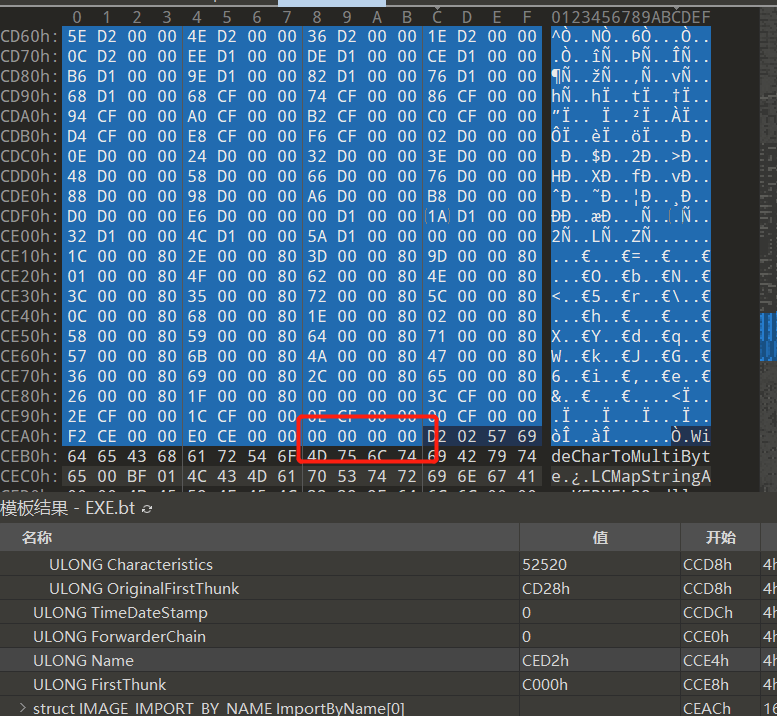 0 1 2 3 4 5 6 7 8 9 A B C D E F 0123456789ABCDEF
CD60h: 5E D2 00 00 4E D2 00 00 36 D2 00 00 1E D2 00 00 ^Ò..NÒ..6Ò...Ò..
CD70h: 0C D2 00 00 EE D1 00 00 DE D1 00 00 CE D1 00 00 .Ò..îÑ..ÞÑ..ÎÑ..
CD80h: B6 D1 00 00 9E D1 00 00 82 D1 00 00 76 D1 00 00 ¶Ñ..žÑ..‚Ñ..vÑ..
CD90h: 68 D1 00 00 68 CF 00 00 74 CF 00 00 86 CF 00 00 hÑ..hÏ..tÏ..†Ï..
CDA0h: 94 CF 00 00 A0 CF 00 00 B2 CF 00 00 C0 CF 00 00 ”Ï.. Ï..²Ï..ÀÏ..
CDB0h: D4 CF 00 00 E8 CF 00 00 F6 CF 00 00 02 D0 00 00 ÔÏ..èÏ..öÏ...Ð..
CDC0h: 0E D0 00 00 24 D0 00 00 32 D0 00 00 3E D0 00 00 .Ð..$Ð..2Ð..>Ð..
CDD0h: 48 D0 00 00 58 D0 00 00 66 D0 00 00 76 D0 00 00 HÐ..XÐ..fÐ..vÐ..
CDE0h: 88 D0 00 00 98 D0 00 00 A6 D0 00 00 B8 D0 00 00 ˆÐ..˜Ð..¦Ð..¸Ð..
CDF0h: D0 D0 00 00 E6 D0 00 00 00 D1 00 00 1A D1 00 00 ÐÐ..æÐ...Ñ...Ñ..
CE00h: 32 D1 00 00 4C D1 00 00 5A D1 00 00 00 00 00 00 2Ñ..LÑ..ZÑ......
CE10h: 1C 00 00 80 2E 00 00 80 3D 00 00 80 9D 00 00 80 ...€...€=..€...€
CE20h: 01 00 00 80 4F 00 00 80 62 00 00 80 4E 00 00 80 ...€O..€b..€N..€
CE30h: 3C 00 00 80 35 00 00 80 72 00 00 80 5C 00 00 80 <..€5..€r..€\..€
CE40h: 0C 00 00 80 68 00 00 80 1E 00 00 80 02 00 00 80 ...€h..€...€...€
CE50h: 58 00 00 80 59 00 00 80 64 00 00 80 71 00 00 80 X..€Y..€d..€q..€
CE60h: 57 00 00 80 6B 00 00 80 4A 00 00 80 47 00 00 80 W..€k..€J..€G..€
CE70h: 36 00 00 80 69 00 00 80 2C 00 00 80 65 00 00 80 6..€i..€,..€e..€
CE80h: 26 00 00 80 1F 00 00 80 00 00 00 00 3C CF 00 00 &..€...€....<Ï..
CE90h: 2E CF 00 00 1C CF 00 00 0E CF 00 00 00 CF 00 00 .Ï...Ï...Ï...Ï..
CEA0h: F2 CE 00 00 E0 CE 00 00 00 00 00 00 D2 02 57 69 òÎ..àÎ......Ò.Wi
CEB0h: 64 65 43 68 61 72 54 6F 4D 75 6C 74 69 42 79 74 deCharToMultiByt
CEC0h: 65 00 BF 01 4C 43 4D 61 70 53 74 72 69 6E 67 41 e.¿.LCMapStringA
模板结果 - EXE.bt
名称 值 开始
ULONG Characteristics 52520 CCD8h 4h
ULONG OriginalFirstThunk CD28h CCD8h 4h
ULONG TimeDateStamp 0 CCDCh 4h
ULONG ForwarderChain 0 CCE0h 4h
ULONG Name CED2h CCE4h 4h
ULONG FirstThunk C000h CCE8h 4h
struct IMAGE_IMPORT_BY_NAME ImportByName[0] CEACh 16